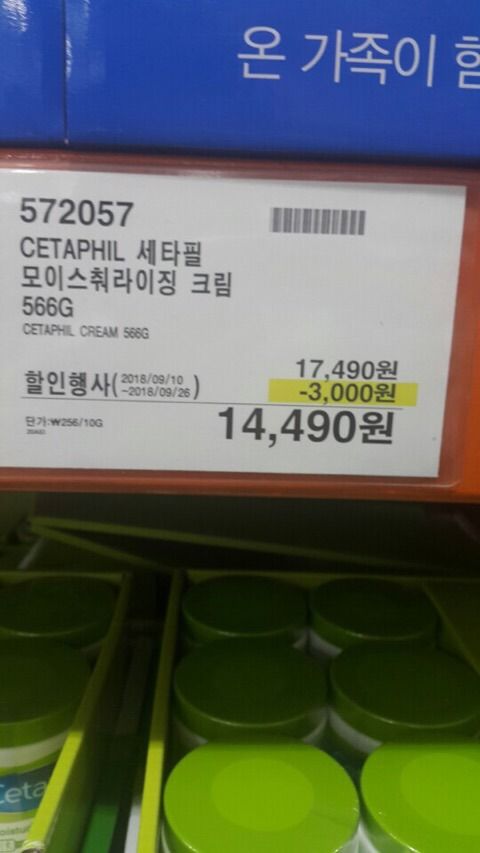 온 가족이 함
572057
CETAPHIL 세타필
모이스춰라이징 크림
566G
CETAPHIL CREAM 566G
17,490원
할인행사(2018/09/10 ~2018/09/26)
-3,000원
단가:₩256/10G
14,490원
Ceta